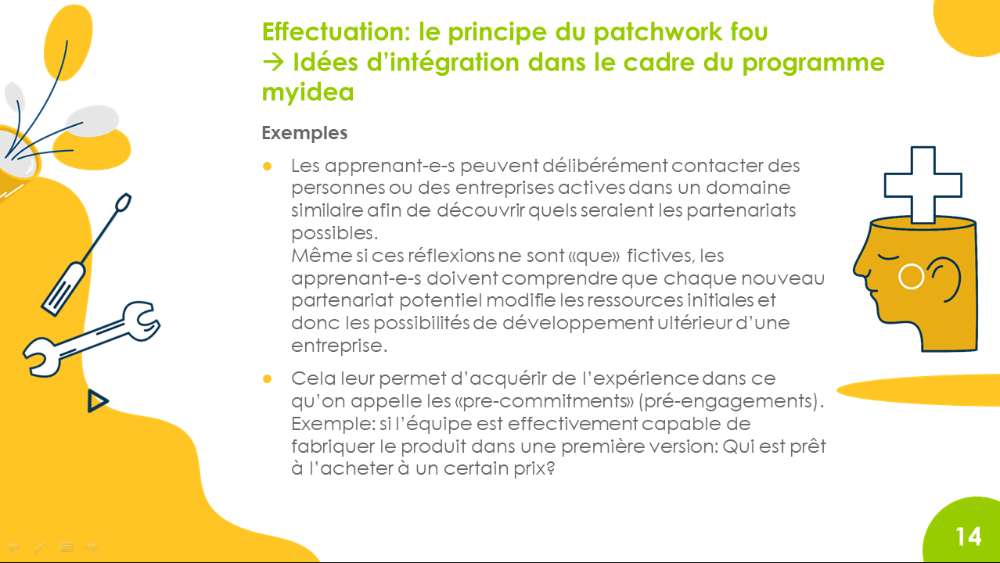 Effectuation: le principe du patchwork fou
→ Idées d’intégration dans le cadre du programme
myidea
Exemples
● Les apprenant-e-s peuvent délibérément contacter des
personnes ou des entreprises actives dans un domaine
similaire afin de découvrir quels seraient les partenariats
possibles.
Même si ces réflexions ne sont «que» fictives, les
apprenant-e-s doivent comprendre que chaque nouveau
partenariat potentiel modifie les ressources initiales et
donc les possibilités de développement ultérieur d’une
entreprise.
● Cela leur permet d’acquérir de l’expérience dans ce
qu’on appelle les «pre-commitments» (pré-engagements).
Exemple: si l’équipe est effectivement capable de
fabriquer le produit dans une première version: Qui est prêt
à l’acheter à un certain prix?
14